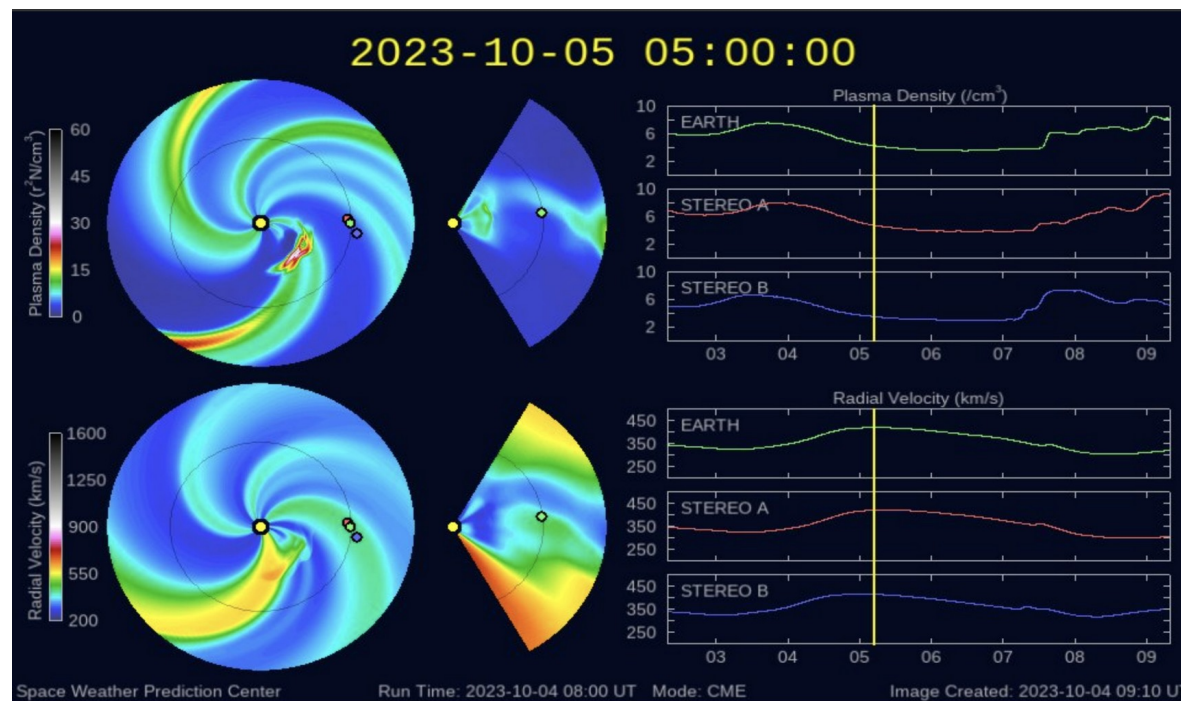 2023-10-05 05:00:00
Plasma Density (r²N/cm³)
60
45
30
15
0
Plasma Density (/cm³)
10
6
2
EARTH
10
6
2
STEREO A
10
6
2
STEREO B
03 04 05 06 07 08 09
Radial Velocity (km/s)
1600
1250
900
550
200
Radial Velocity (km/s)
450
350
250
EARTH
450
350
250
STEREO A
450
350
250
STEREO B
03 04 05 06 07 08 09
Space Weather Prediction Center Run Time: 2023-10-04 08:00 UT Mode: CME Image Created: 2023-10-04 09:10 U